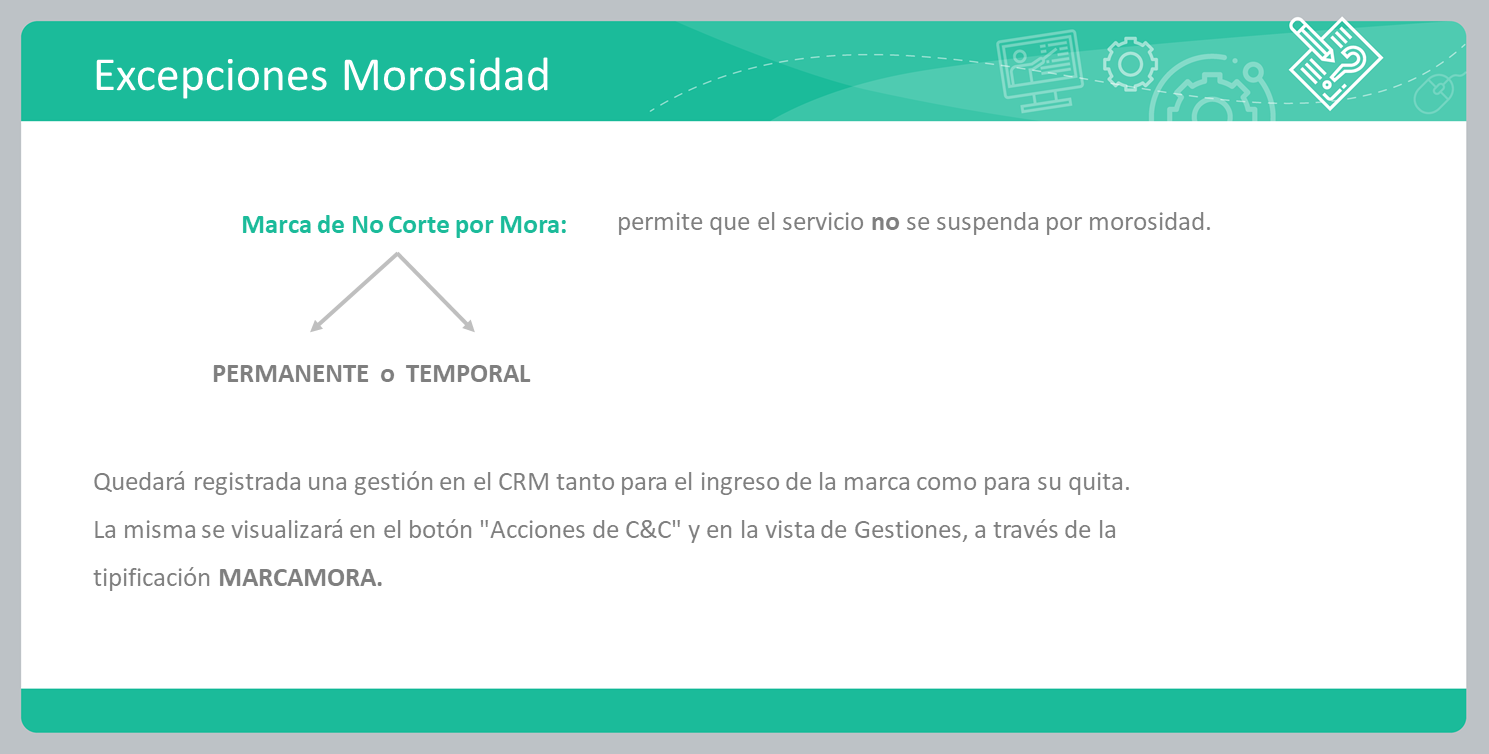 Excepciones Morosidad
Marca de No Corte por Mora: permite que el servicio no se suspenda por morosidad.
PERMANENTE o TEMPORAL
Quedará registrada una gestión en el CRM tanto para el ingreso de la marca como para su quita.
La misma se visualizará en el botón "Acciones de C&C" y en la vista de Gestiones, a través de la
tipificación MARCAMORA.